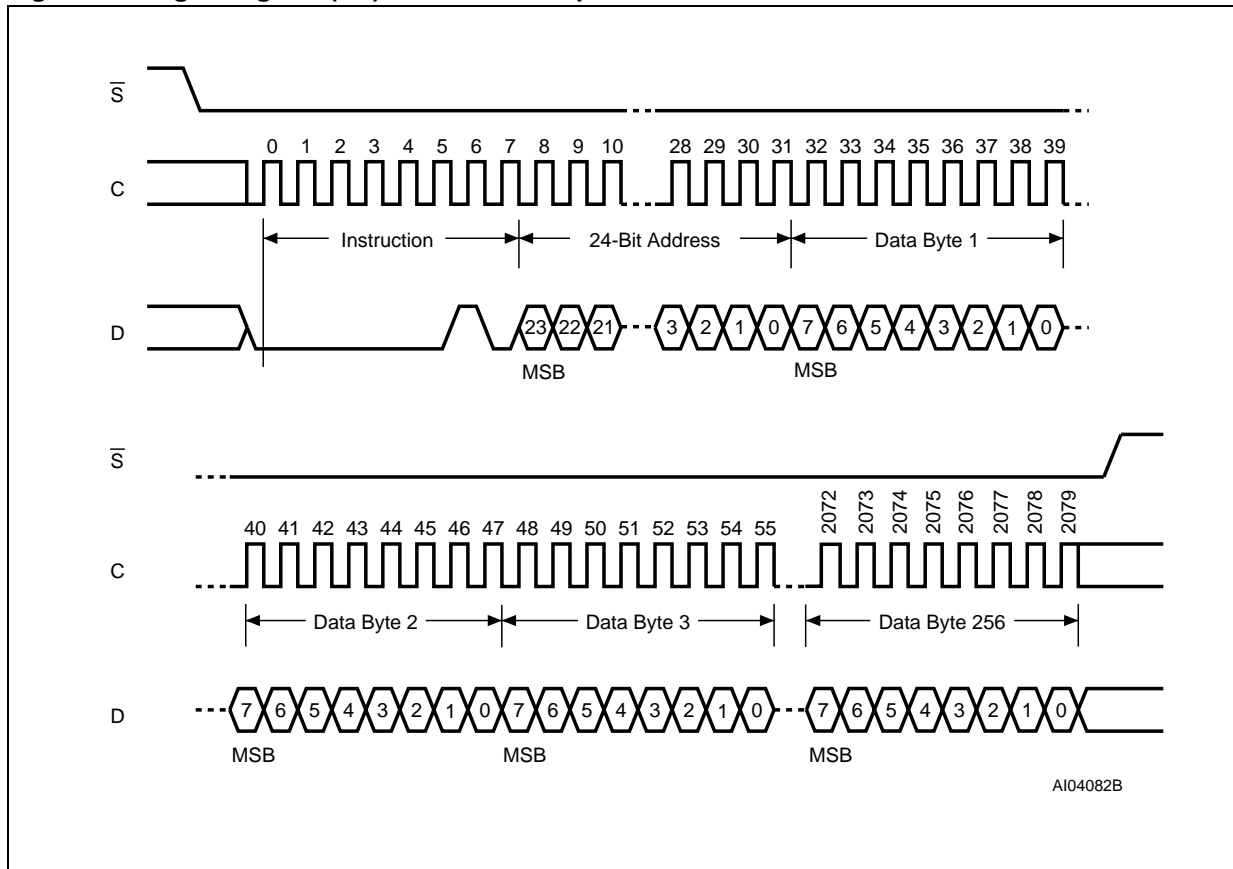 S
0 1 2 3 4 5 6 7 8 9 10 28 29 30 31 32 33 34 35 36 37 38 39
C
Instruction 24-Bit Address Data Byte 1
D 23 22 21 3 2 1 0 7 6 5 4 3 2 1 0
MSB MSB
S
40 41 42 43 44 45 46 47 48 49 50 51 52 53 54 55 2072 2073 2074 2075 2076 2077 2078 2079
C
Data Byte 2 Data Byte 3 Data Byte 256
D 7 6 5 4 3 2 1 0 7 6 5 4 3 2 1 0 7 6 5 4 3 2 1 0
MSB MSB MSB
AI04082B